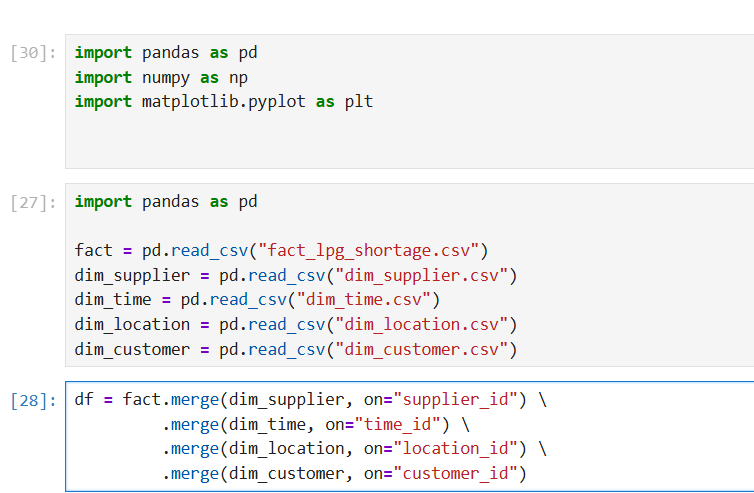 [30]:
import pandas as pd
import numpy as np
import matplotlib.pyplot as plt
[27]:
import pandas as pd
fact = pd.read_csv("fact_lpg_shortage.csv")
dim_supplier = pd.read_csv("dim_supplier.csv")
dim_time = pd.read_csv("dim_time.csv")
dim_location = pd.read_csv("dim_location.csv")
dim_customer = pd.read_csv("dim_customer.csv")
[28]:
df = fact.merge(dim_supplier, on="supplier_id") \
.merge(dim_time, on="time_id") \
.merge(dim_location, on="location_id") \
.merge(dim_customer, on="customer_id")